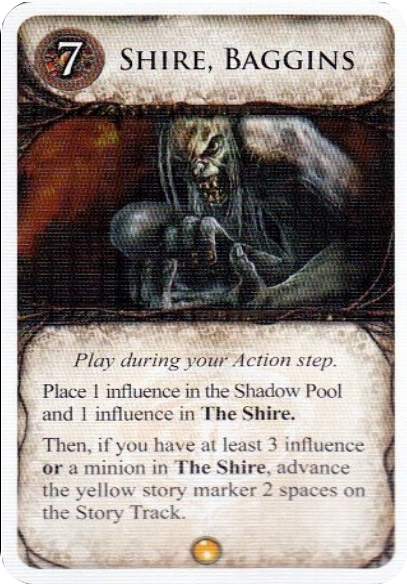 7 SHIRE, BAGGINS
Play during your Action step.
Place 1 influence in the Shadow Pool
and 1 influence in The Shire.
Then, if you have at least 3 influence
or a minion in The Shire, advance
the yellow story marker 2 spaces on
the Story Track.